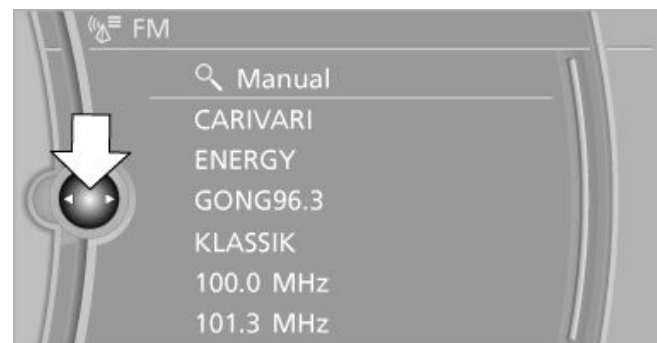 FM
Manual
CARIVARI
ENERGY
GONG96.3
KLASSIK
100.0 MHz
101.3 MHz